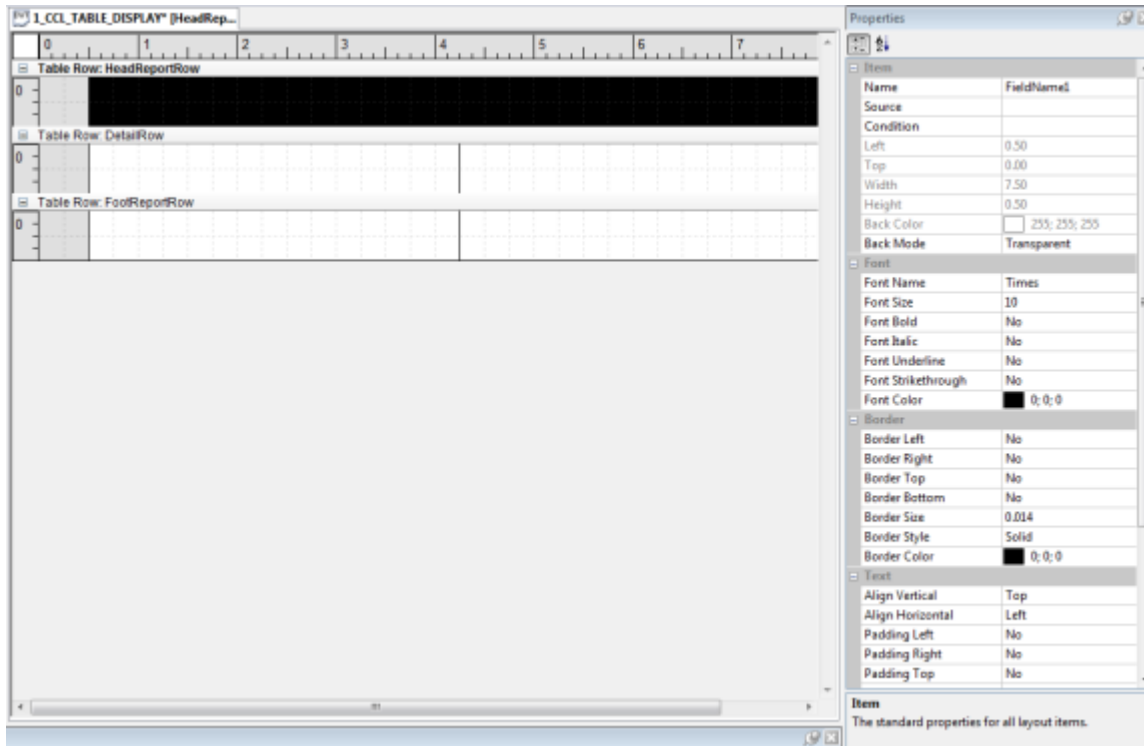 1_CCL_TABLE_DISPLAY* [HeadRep...
0 1 2 3 4 5 6 7
Table Row: HeadReportRow
0
Table Row: DetailRow
0
Table Row: FootReportRow
0
Properties
Item
Name FieldName1
Source
Condition
Left 0.50
Top 0.00
Width 7.50
Height 0.50
Back Color 255; 255; 255
Back Mode Transparent
Font
Font Name Times
Font Size 10
Font Bold No
Font Italic No
Font Underline No
Font Strikethrough No
Font Color 0; 0; 0
Border
Border Left No
Border Right No
Border Top No
Border Bottom No
Border Size 0.014
Border Style Solid
Border Color 0; 0; 0
Text
Align Vertical Top
Align Horizontal Left
Padding Left No
Padding Right No
Padding Top No
Item
The standard properties for all layout items.